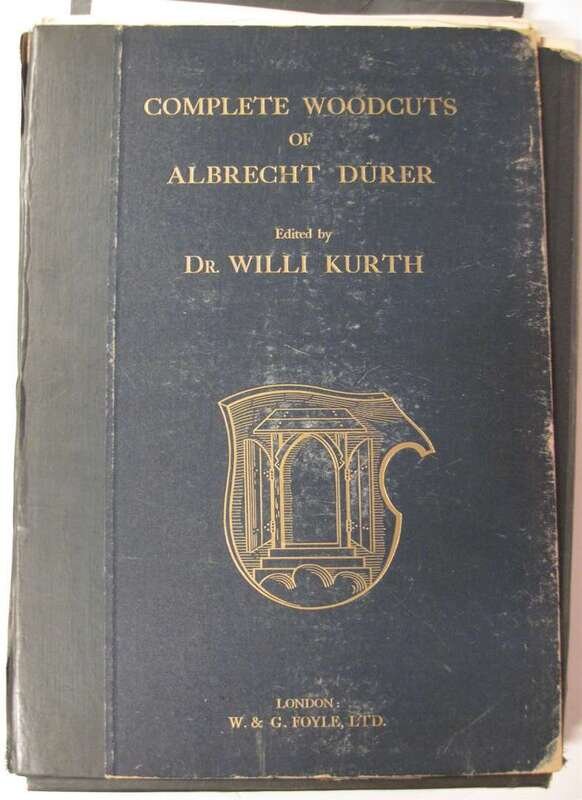 COMPLETE WOODCUTS
OF
ALBRECHT DÜRER
Edited by
DR. WILLI KURTH
LONDON:
W. & G. FOYLE, LTD.